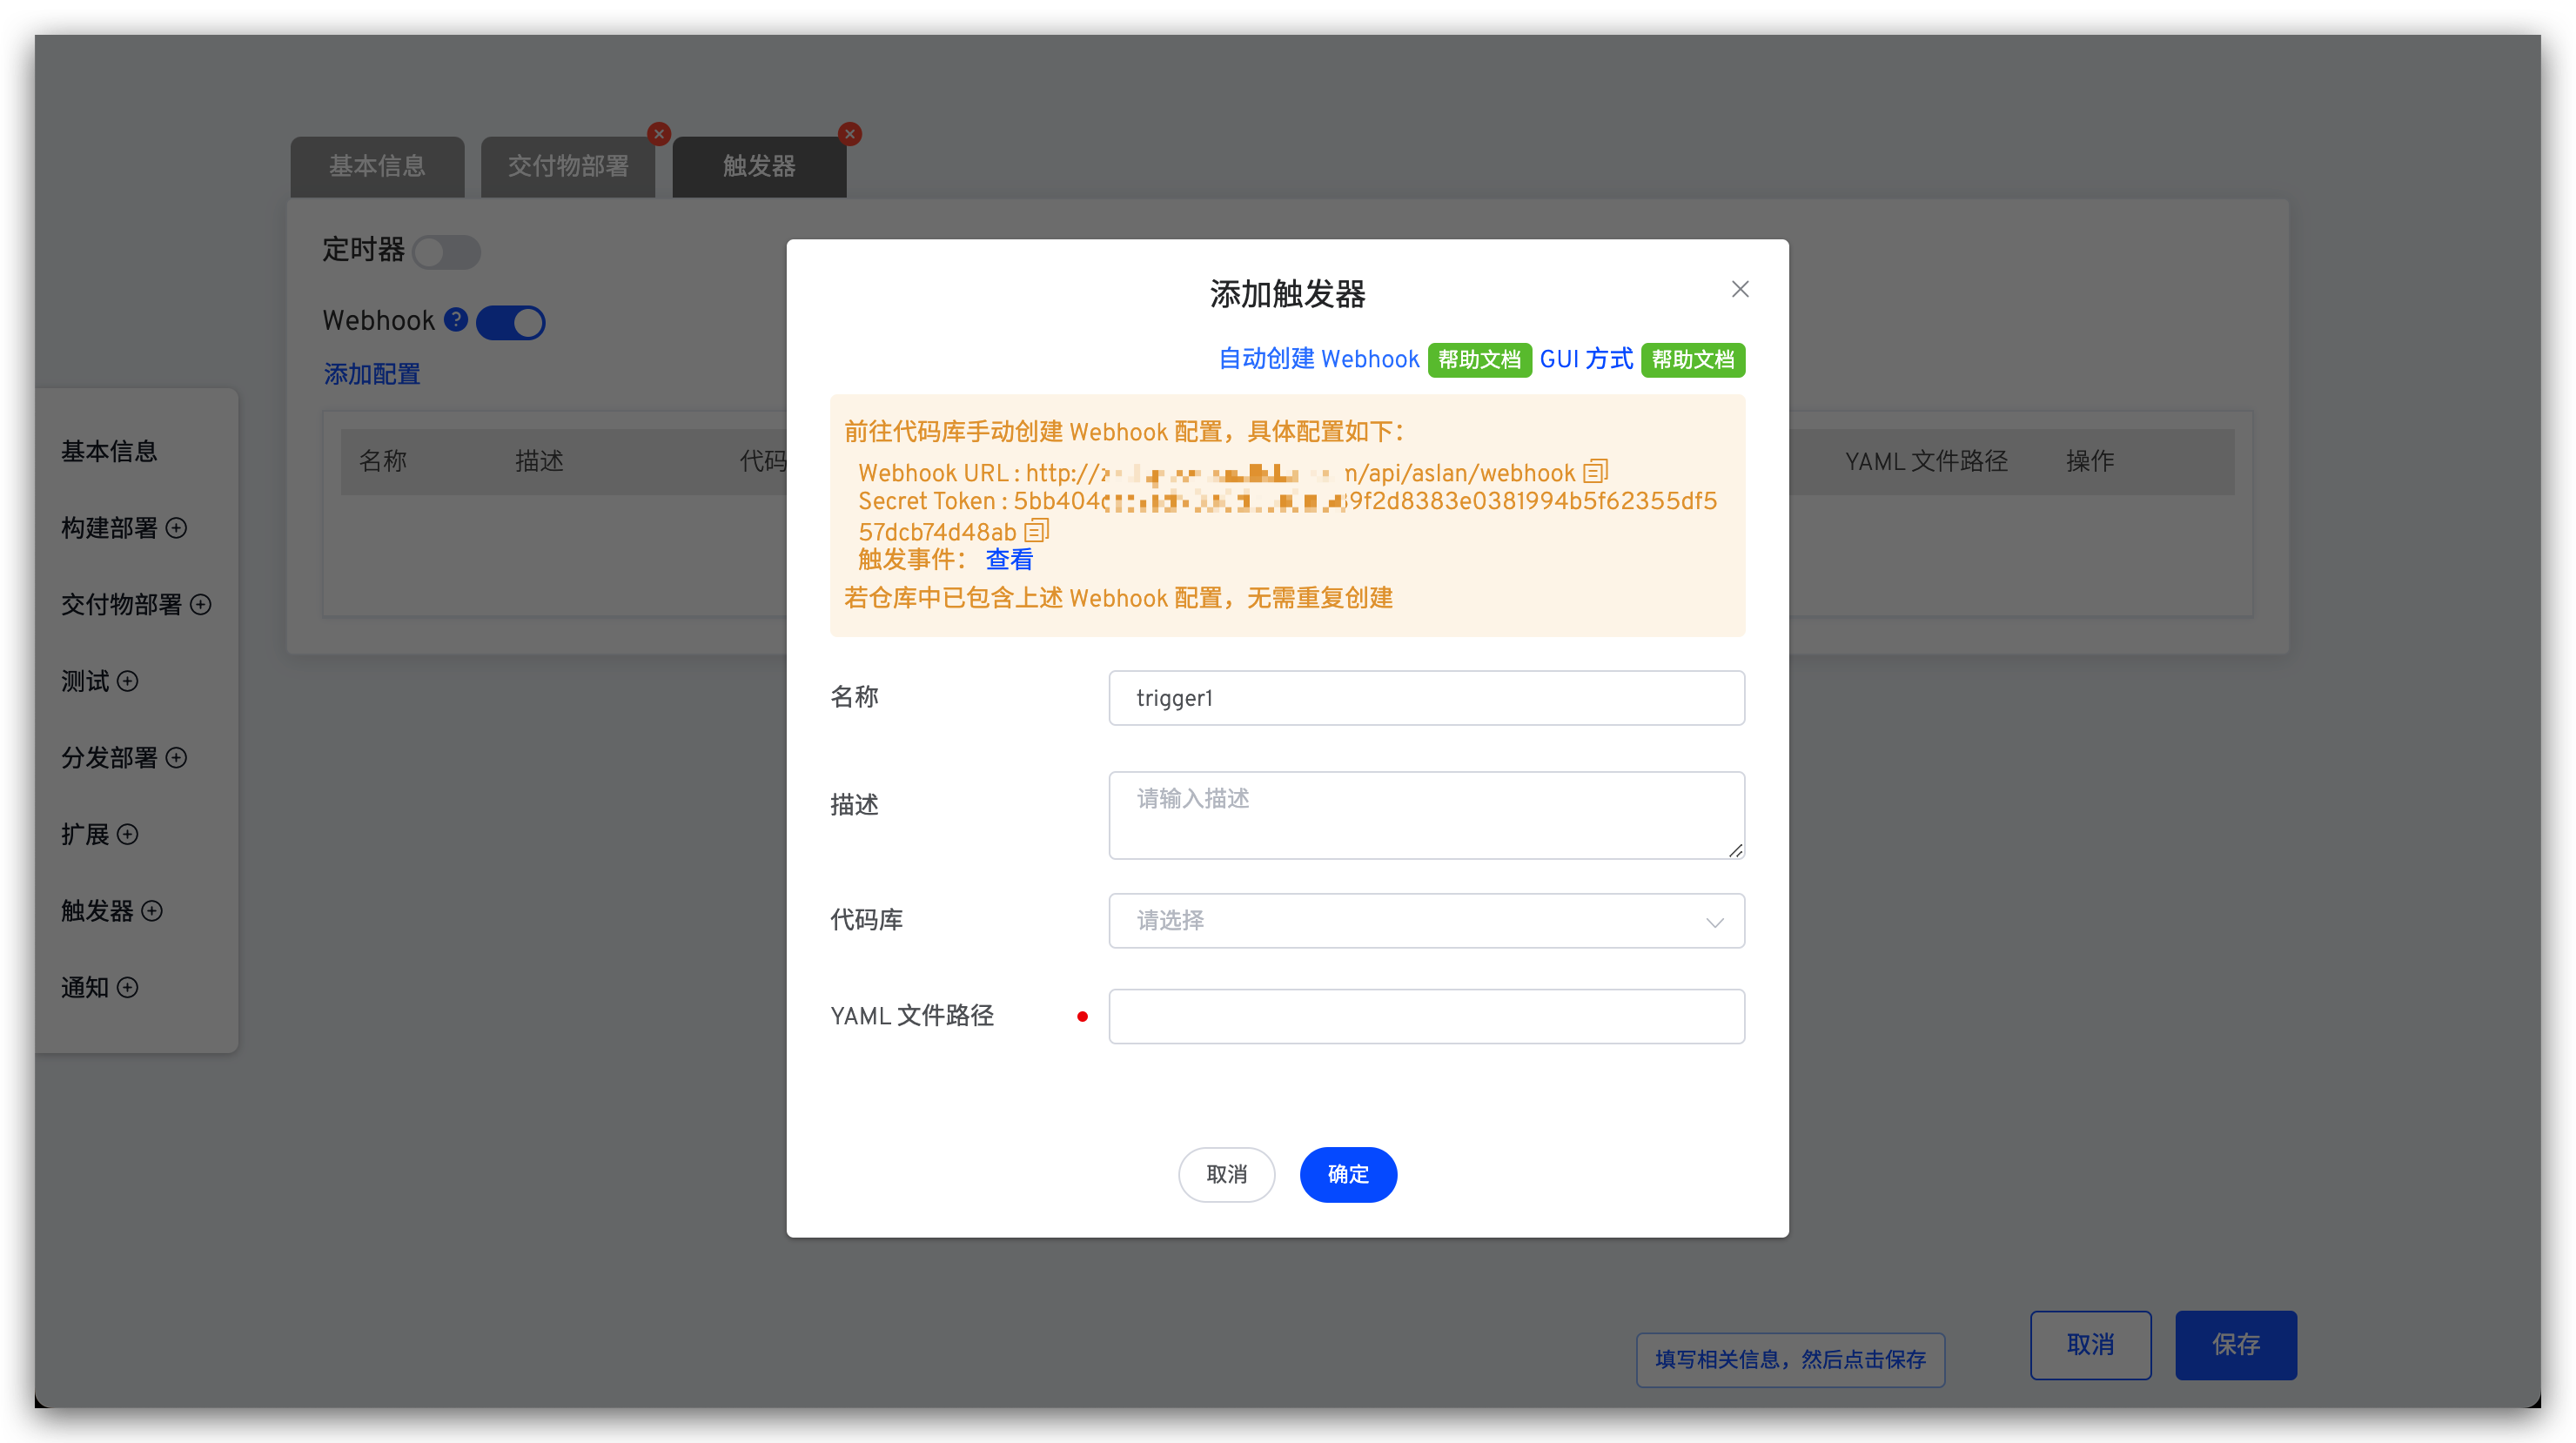 基本信息
交付物部署
触发器
定时器
Webhook
添加配置
名称 描述 代码 YAML 文件路径 操作
基本信息
构建部署
交付物部署
测试
分发部署
扩展
触发器
通知
添加触发器
自动创建 Webhook 帮助文档 GUI 方式 帮助文档
前往代码库手动创建 Webhook 配置，具体配置如下：
Webhook URL : http:// n/api/aslan/webhook
Secret Token : 5bb404 9f2d8383e0381994b5f62355df5
57dcb74d48ab
触发事件： 查看
若仓库中已包含上述 Webhook 配置，无需重复创建
名称 trigger1
描述 请输入描述
代码库 请选择
YAML 文件路径
取消 确定
填写相关信息，然后点击保存
取消
保存